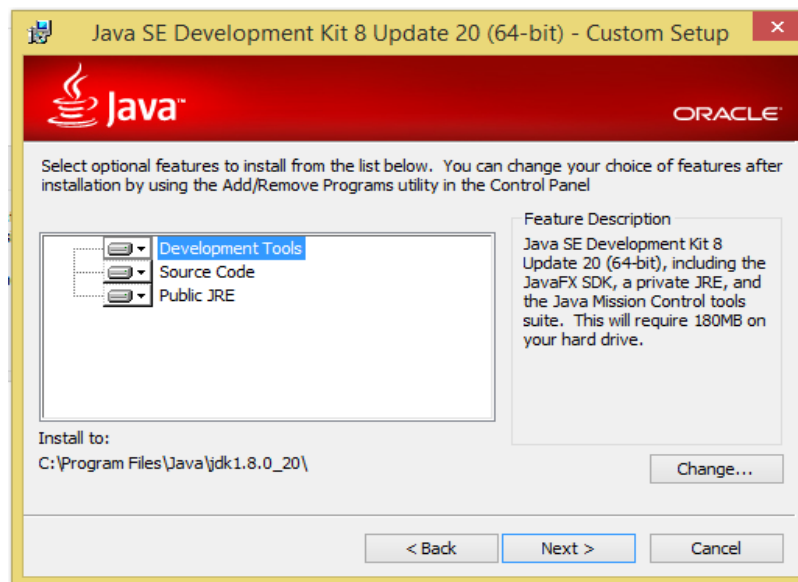 Java SE Development Kit 8 Update 20 (64-bit) - Custom Setup
Java™
ORACLE
Select optional features to install from the list below. You can change your choice of features after
installation by using the Add/Remove Programs utility in the Control Panel
Development Tools
Source Code
Public JRE
Feature Description
Java SE Development Kit 8
Update 20 (64-bit), including the
JavaFX SDK, a private JRE, and
the Java Mission Control tools
suite. This will require 180MB on
your hard drive.
Install to:
C:\Program Files\Java\jdk1.8.0_20\
Change...
< Back
Next >
Cancel